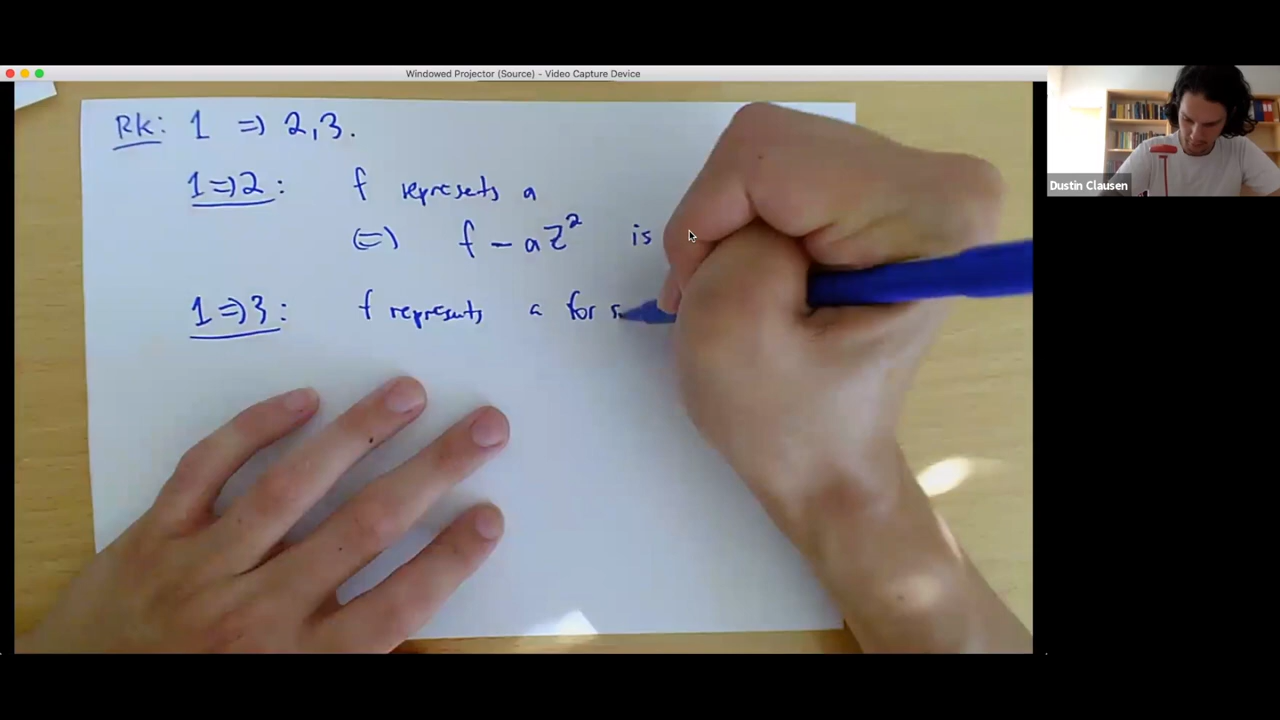 Windowed Projector (Source) - Video Capture Device
RK: 1 => 2,3.
1=>2: f represents a
(=) f - aZ² is
1=>3: f represents a for
Dustin Clausen